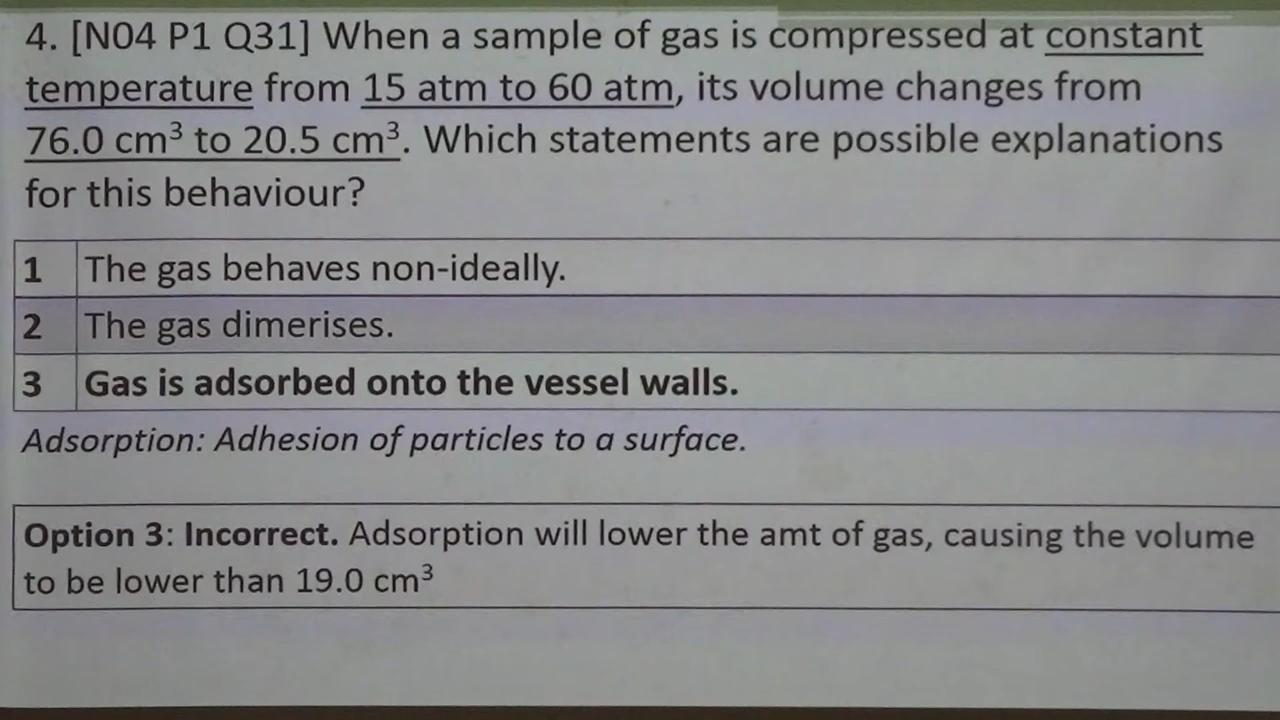 4. [N04 P1 Q31] When a sample of gas is compressed at constant
temperature from 15 atm to 60 atm, its volume changes from
76.0 cm³ to 20.5 cm³. Which statements are possible explanations
for this behaviour?
1 The gas behaves non-ideally.
2 The gas dimerises.
3 Gas is adsorbed onto the vessel walls.
Adsorption: Adhesion of particles to a surface.
Option 3: Incorrect. Adsorption will lower the amt of gas, causing the volume
to be lower than 19.0 cm³